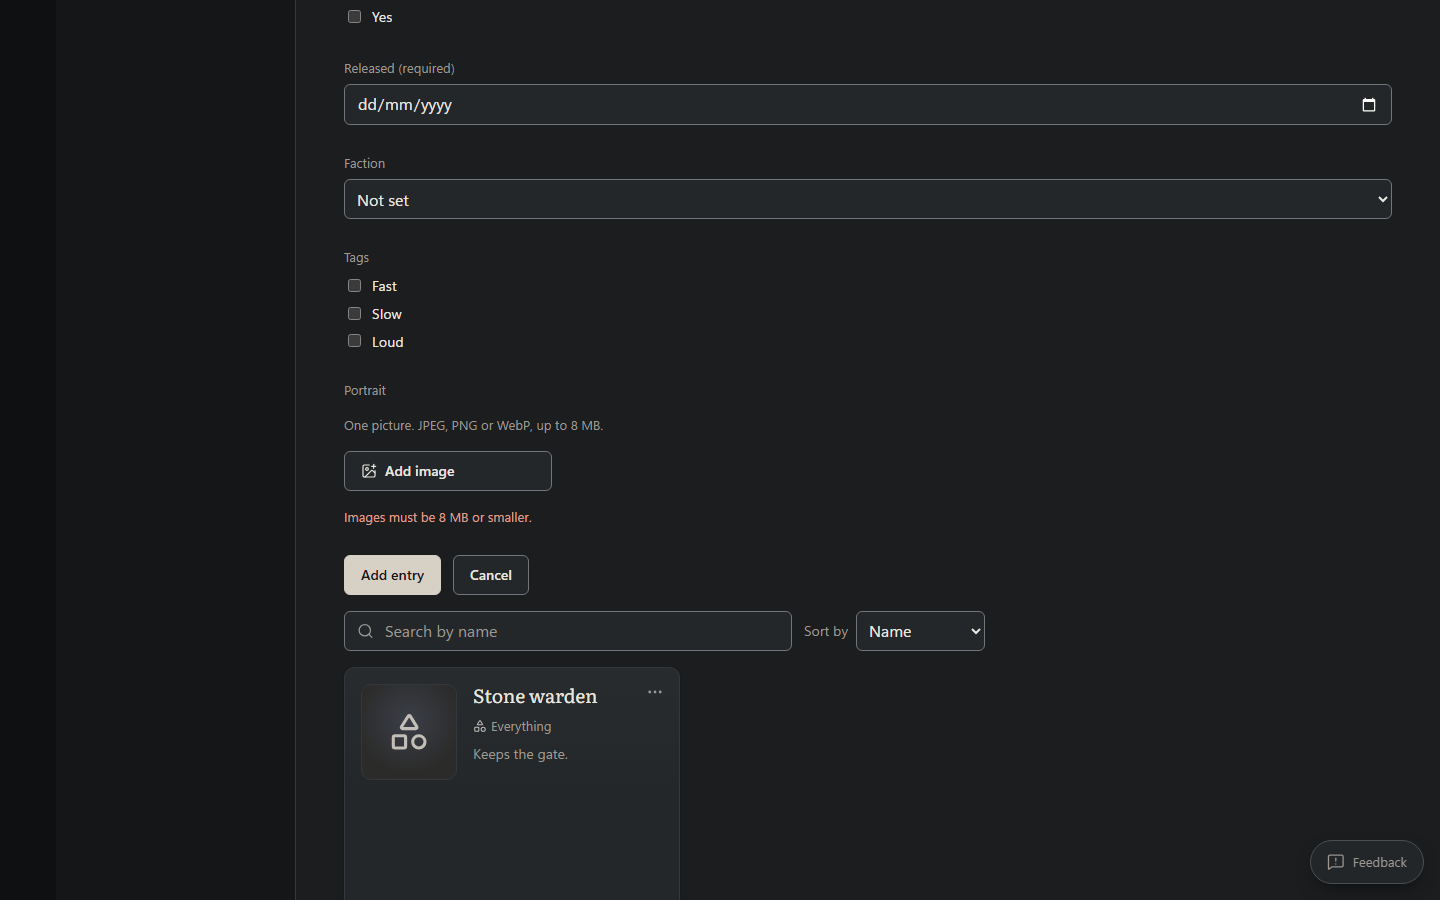 Yes
Released (required)
dd/mm/yyyy
Faction
Not set
Tags
Fast
Slow
Loud
Portrait
One picture. JPEG, PNG or WebP, up to 8 MB.
Add image
Images must be 8 MB or smaller.
Add entry
Cancel
Search by name
Sort by
Name
Stone warden
Everything
Keeps the gate.
Feedback